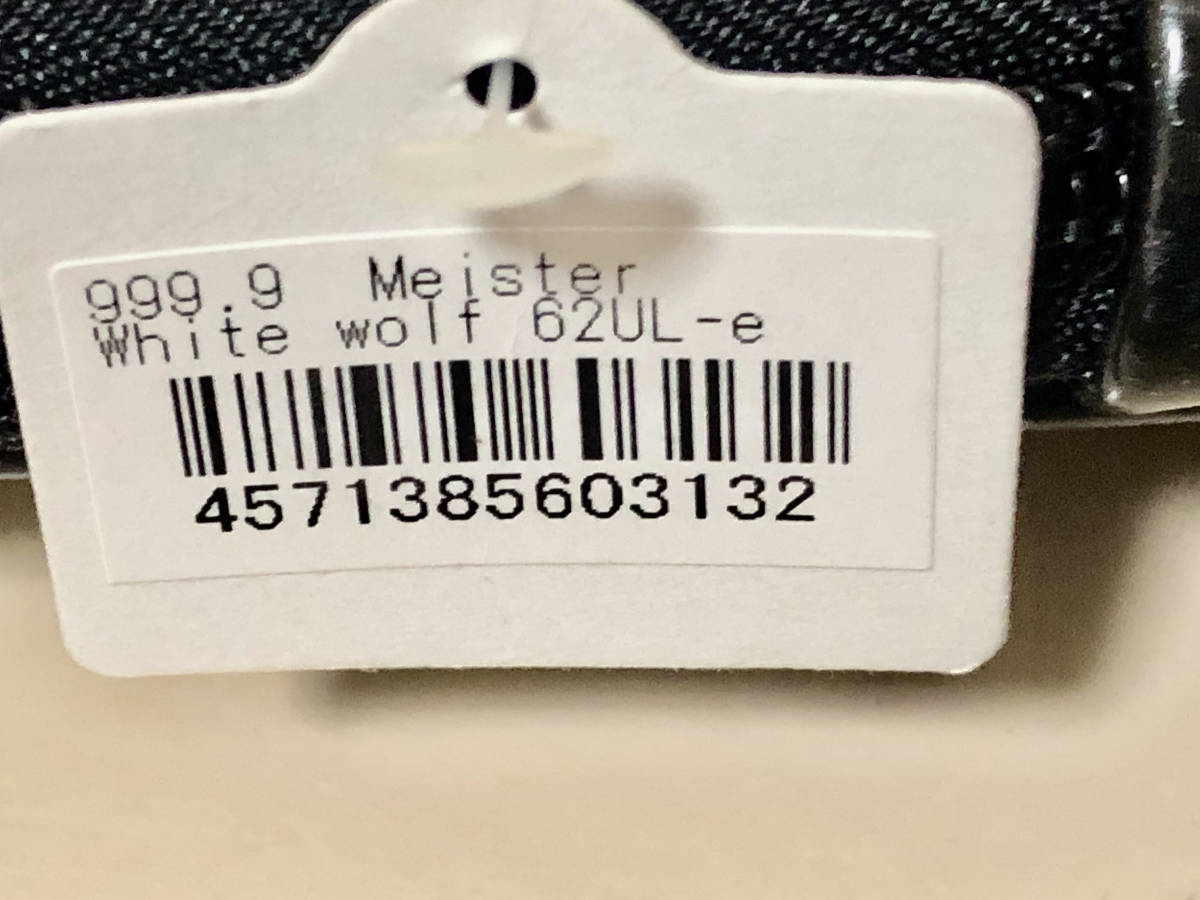 999.9 Meister
White wolf 62UL-e
4571385603132